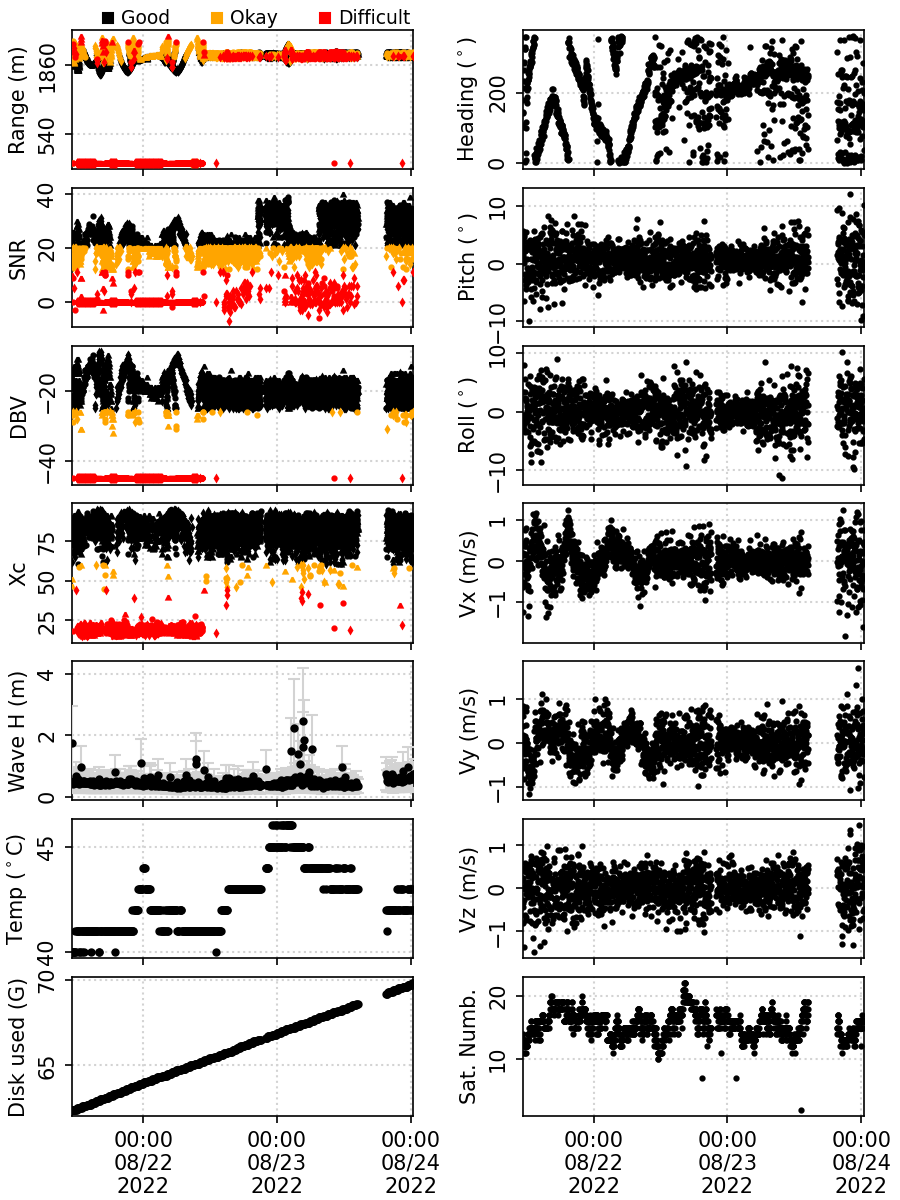 Good Okay Difficult
Range (m)
1860
540
Heading (°)
200
0
SNR
40
20
0
Pitch (°)
10
0
−10
DBV
−20
−40
Roll (°)
10
0
−10
Xc
75
50
25
Vx (m/s)
1
0
−1
Wave H (m)
4
2
0
Vy (m/s)
1
0
−1
Temp (°C)
45
40
Vz (m/s)
1
0
−1
Disk used (G)
70
65
Sat. Numb.
20
10
00:00 00:00 00:00
08/22 08/23 08/24
2022 2022 2022
00:00 00:00 00:00
08/22 08/23 08/24
2022 2022 2022